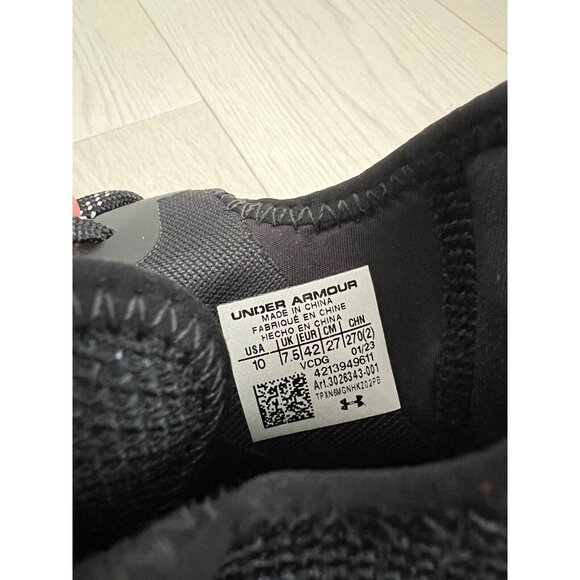 UNDER ARMOUR
MADE IN CHINA
FABRIQUÉ EN CHINE
HECHO EN CHINA
USA UK EUR CM CHN
10 7.5 42 27 270(2)
VCDG 01/23
4213949611
Art.3026343-001
TPXN6MGNHKZ02P8